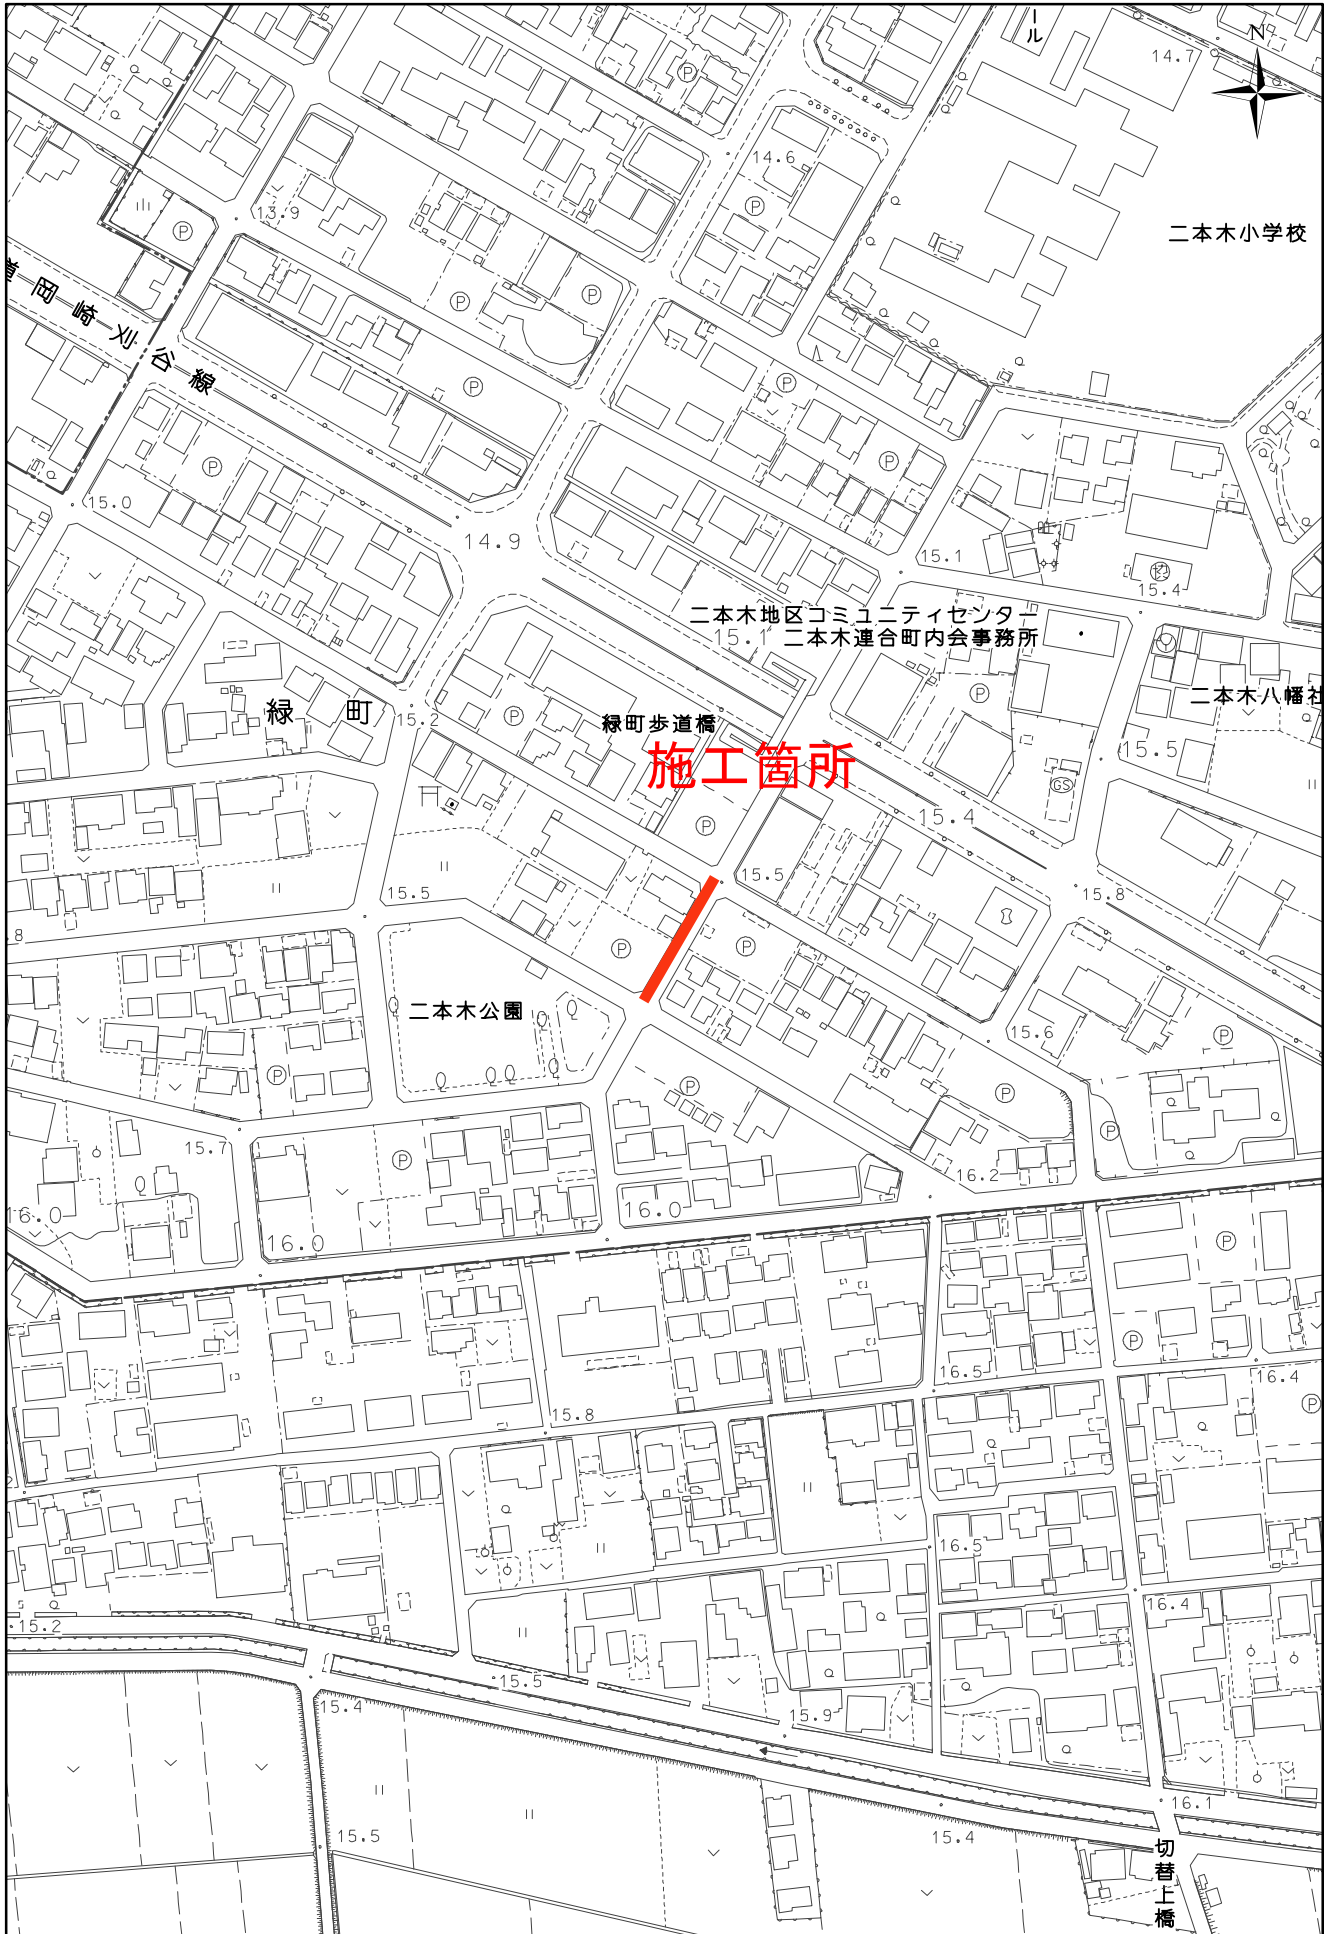 ール
N
14.7
14.6
二本木小学校
13.9
P
P
P
P
P
P
岡崎刈谷線
P
P
P
P
15.0
14.9
15.1
協
15.4
二本木地区コミュニティセンター
15.1
二本木連合町内会事務所
P
二本木八幡社
緑町
15.2
P
緑町歩道橋
15.5
施工箇所
GS
15.4
P
15.5
15.5
15.8
.8
P
P
二本木公園
15.6
P
P
P
P
P
15.7
P
16.2
16.0
16.0
16.0
P
P
16.5
16.4
15.8
P
16.5
16.4
15.2
15.5
15.4
15.9
16.1
15.5
15.4
切替上橋